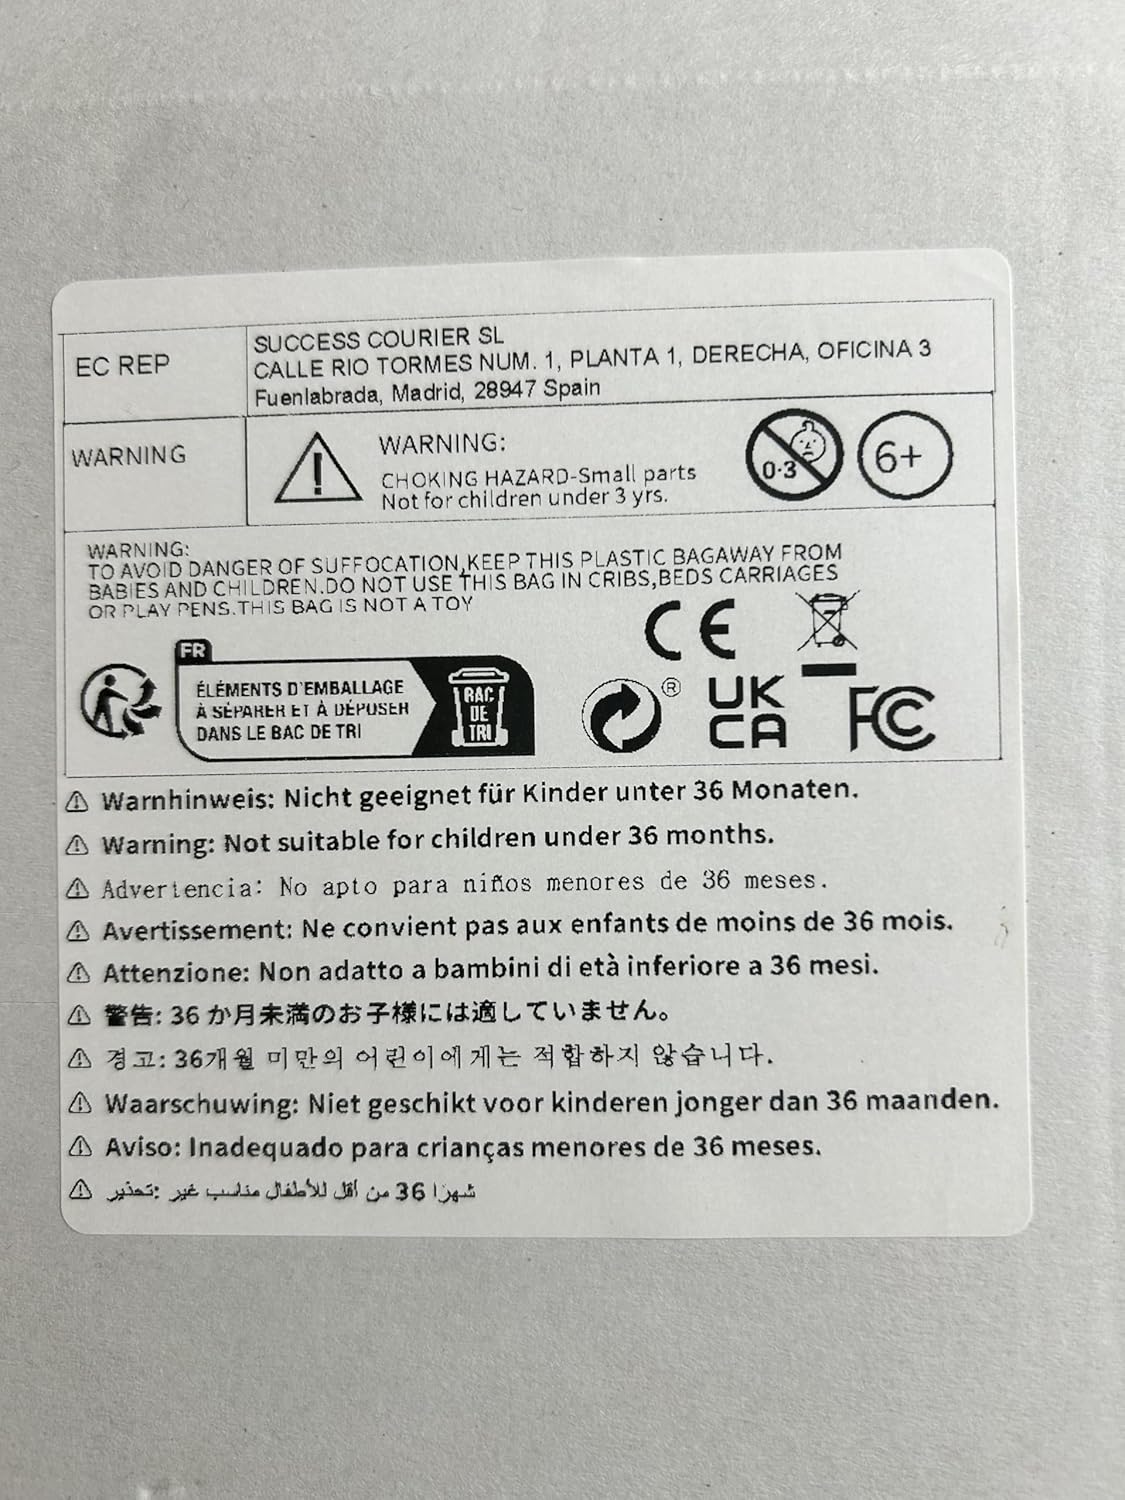 EC REP
SUCCESS COURIER SL
CALLE RIO TORMES NUM. 1, PLANTA 1, DERECHA, OFICINA 3
Fuenlabrada, Madrid, 28947 Spain
WARNING
WARNING:
CHOKING HAZARD-Small parts
Not for children under 3 yrs.
0-3
6+
WARNING:
TO AVOID DANGER OF SUFFOCATION,KEEP THIS PLASTIC BAGAWAY FROM
BABIES AND CHILDREN.DO NOT USE THIS BAG IN CRIBS,BEDS CARRIAGES
OR PLAY PENS.THIS BAG IS NOT A TOY
CE
FR
ÉLÉMENTS D'EMBALLAGE
À SÉPARER ET À DÉPOSER
DANS LE BAC DE TRI
BAC
DE
TRI
®
UK
CA
FC
⚠ Warnhinweis: Nicht geeignet für Kinder unter 36 Monaten.
⚠ Warning: Not suitable for children under 36 months.
⚠ Advertencia: No apto para niños menores de 36 meses.
⚠ Avertissement: Ne convient pas aux enfants de moins de 36 mois.
⚠ Attenzione: Non adatto a bambini di età inferiore a 36 mesi.
⚠ 警告: 36 か月未満のお子様には適していません。
⚠ 경고: 36개월 미만의 어린이에게는 적합하지 않습니다.
⚠ Waarschuwing: Niet geschikt voor kinderen jonger dan 36 maanden.
⚠ Aviso: Inadequado para crianças menores de 36 meses.
⚠ تحذير: غير مناسب للأطفال أقل من 36 شهرًا